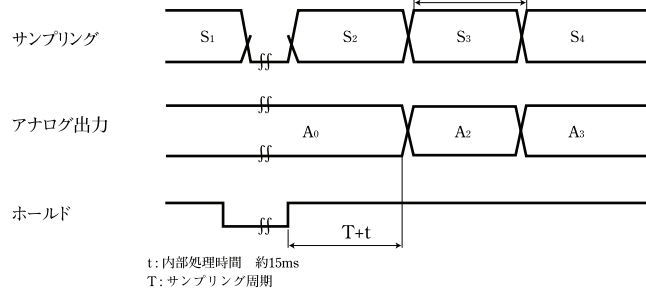 サンプリング S1 S2 S3 S4
アナログ出力 A0 A2 A3
ホールド
T+t
t : 内部処理時間 約15ms
T : サンプリング周期